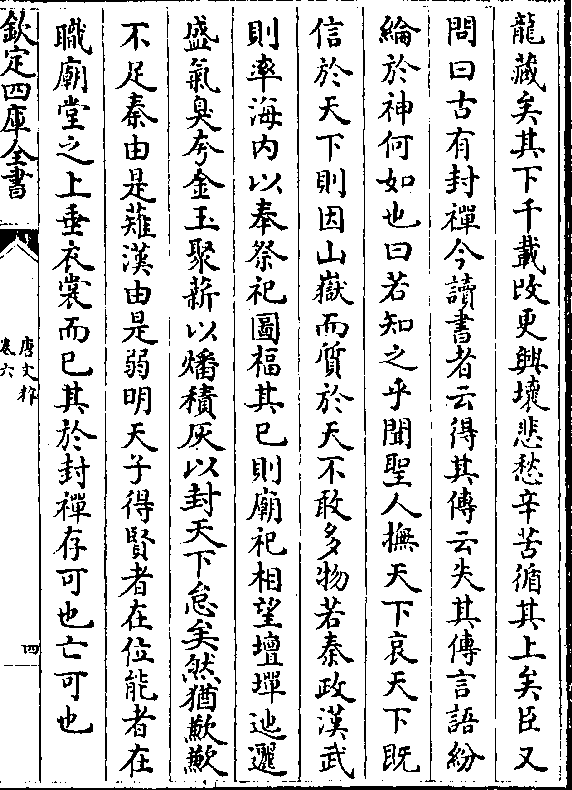 龍藏矣其下千載改更興壞悲愁辛苦循其上矣臣又
問曰古有封禪今讀書者云得其傳云失其傳言語紛
綸於神何如也曰若知之乎聞聖人撫天下哀天下既
信於天下則因山嶽而質於天不敢多物若秦政漢武
則率海內以奉祭祀圖福其已則廟祀相望壇墠迆邐
盛氣臭夸金玉聚薪以燔積灰以封天下怠矣然猶歉歉
不足秦由是薙漢由是弱明天子得賢者在位能者在
職廟堂之上垂衣裳而已其於封禪存可也亡可也
欽定四庫全書
唐文粹
卷六
四